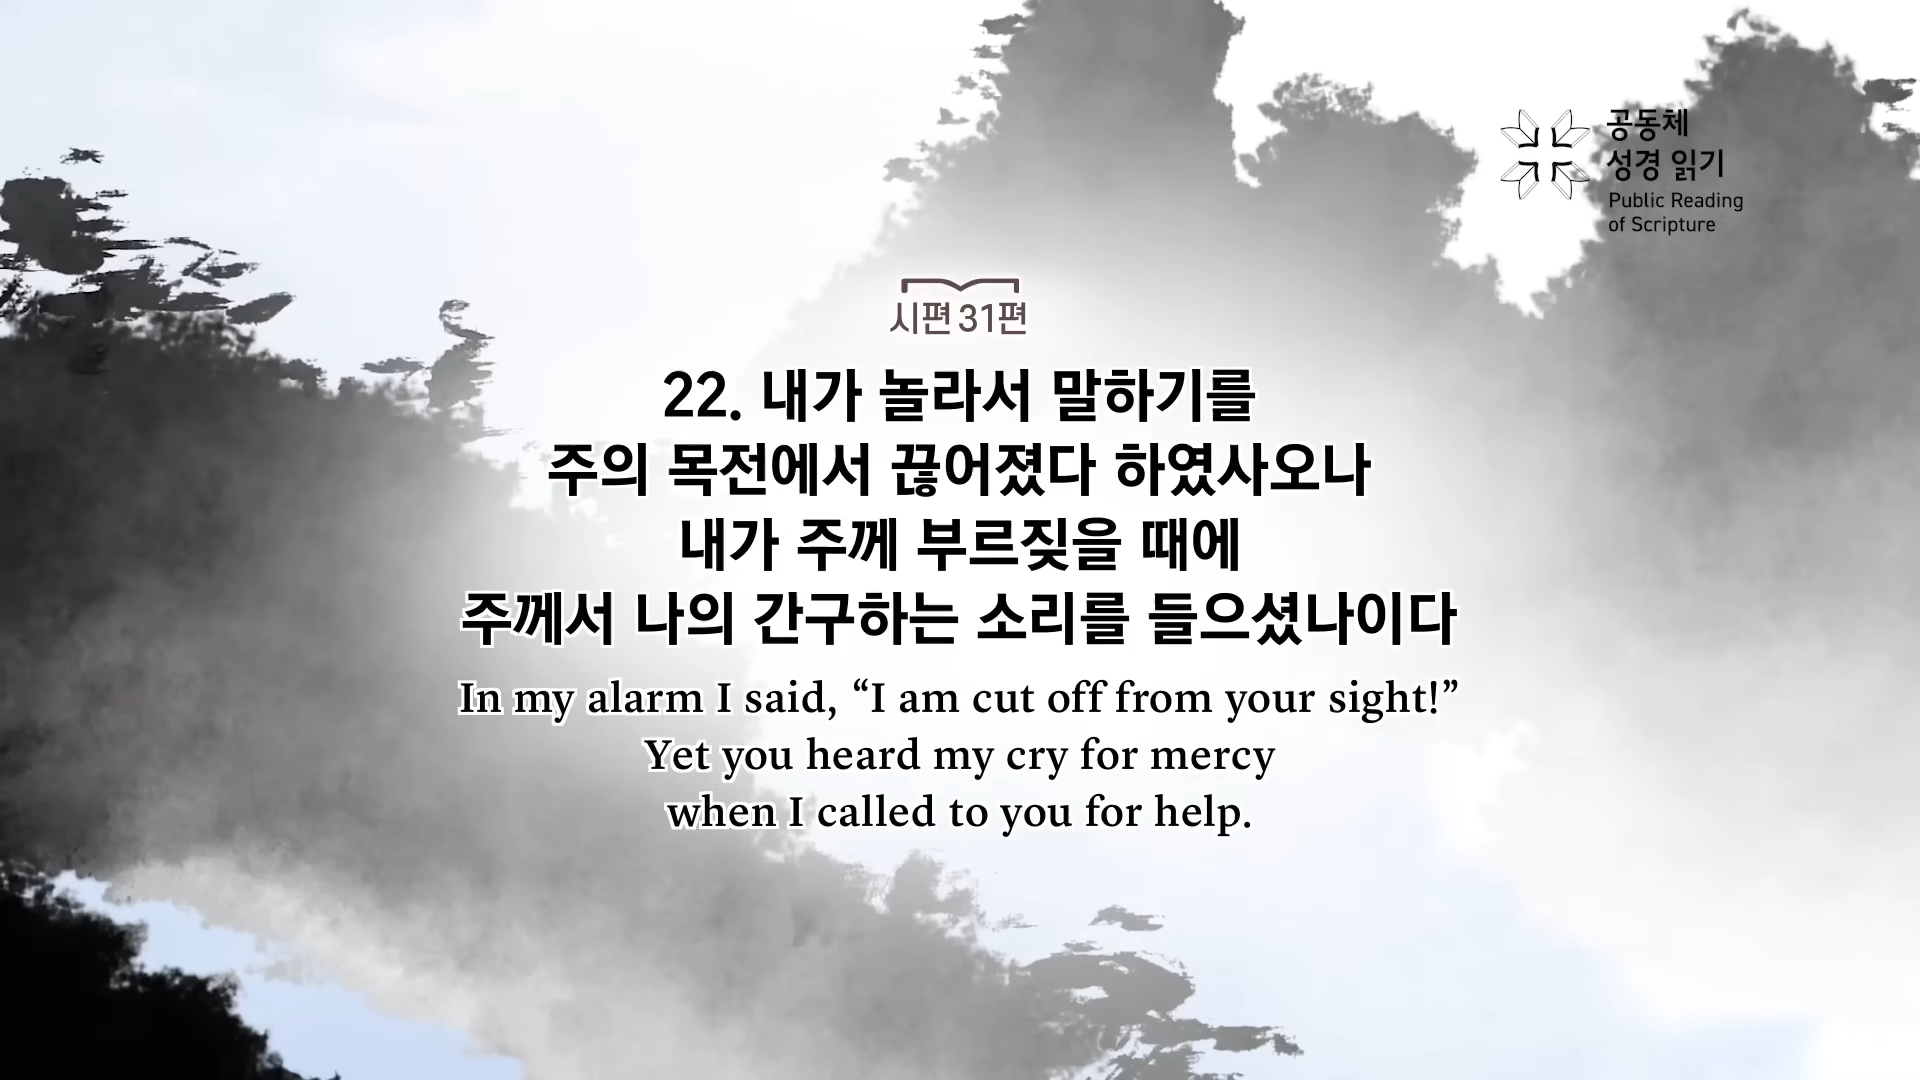 공동체
성경 읽기
Public Reading
of Scripture
시편 31편
22. 내가 놀라서 말하기를
주의 목전에서 끊어졌다 하였사오나
내가 주께 부르짖을 때에
주께서 나의 간구하는 소리를 들으셨나이다
In my alarm I said, “I am cut off from your sight!”
Yet you heard my cry for mercy
when I called to you for help.